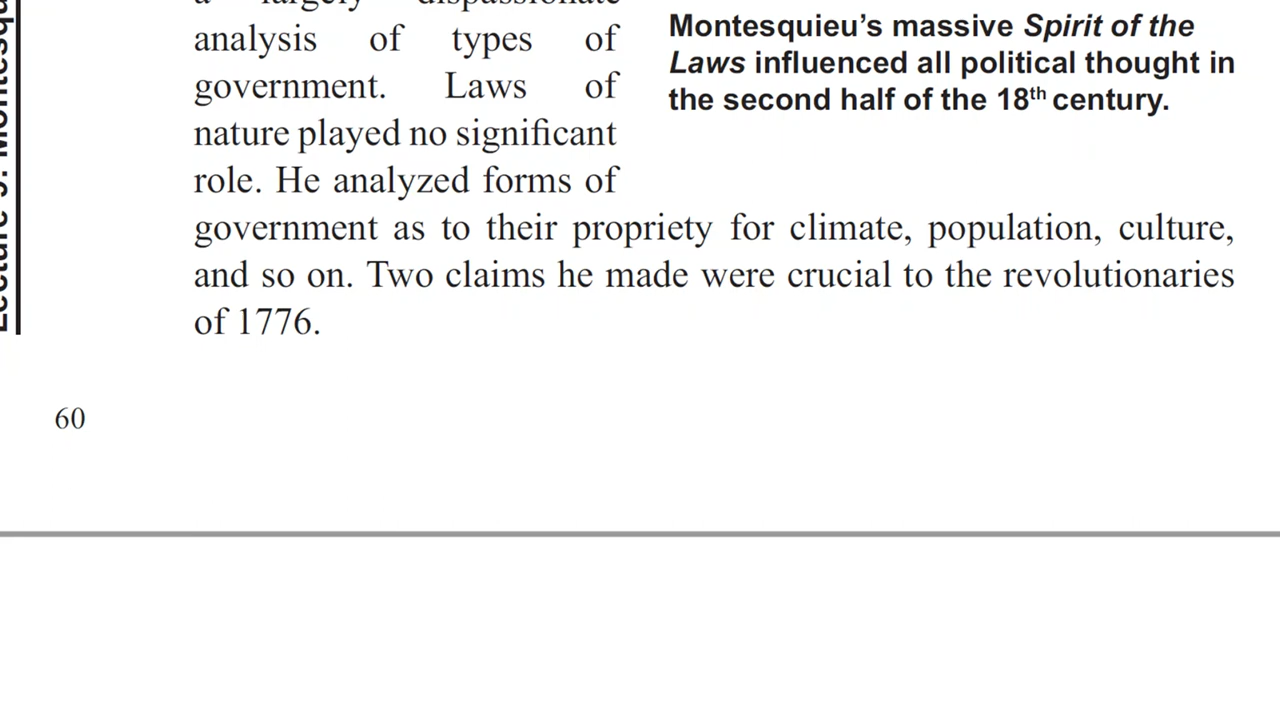 a largely dispassionate
analysis of types of
government. Laws of
nature played no significant
role. He analyzed forms of
government as to their propriety for climate, population, culture,
and so on. Two claims he made were crucial to the revolutionaries
of 1776.
Montesquieu’s massive Spirit of the
Laws influenced all political thought in
the second half of the 18th century.
60